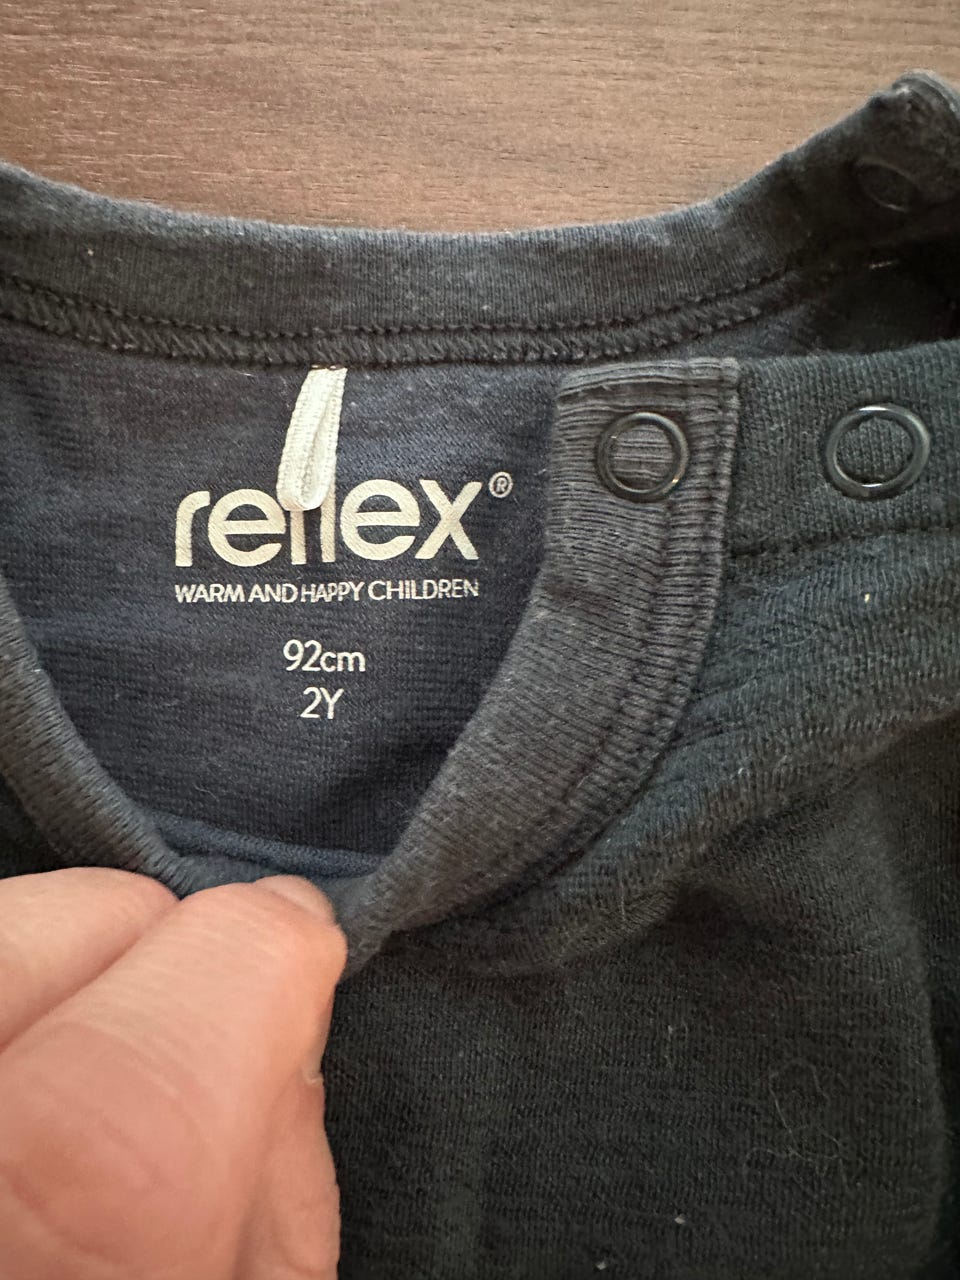 reflex®
WARM AND HAPPY CHILDREN
92cm
2Y